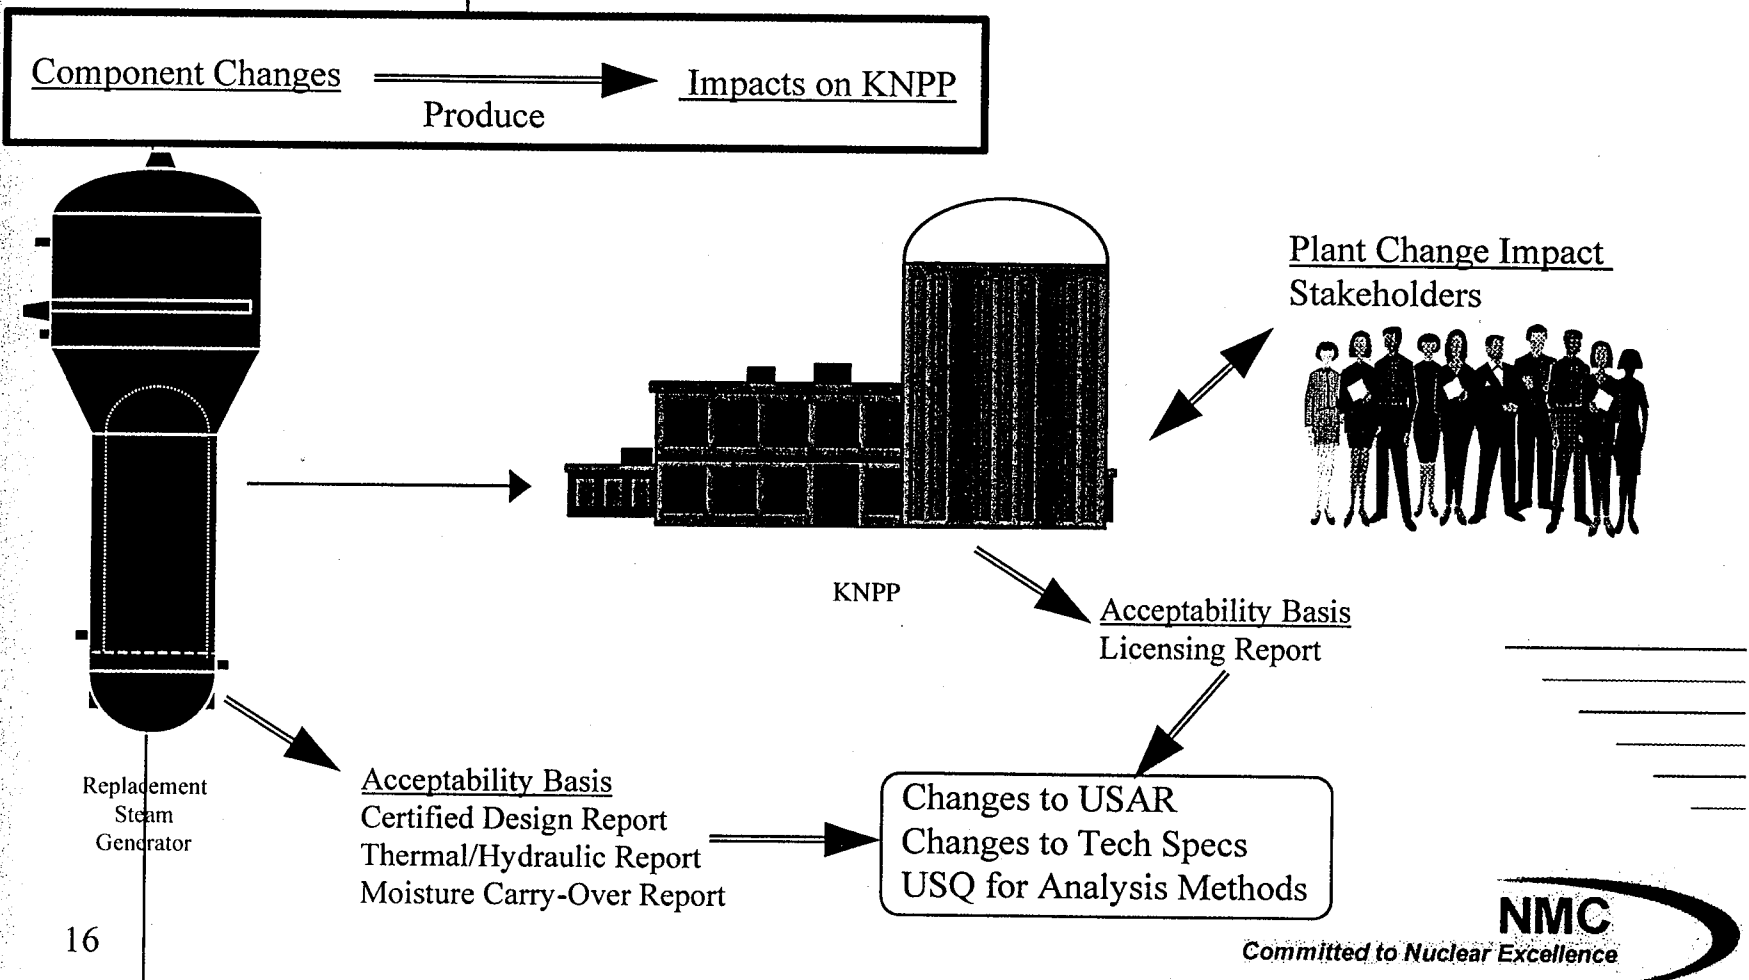 Component Changes
Produce
Impacts on KNPP
Plant Change Impact
Stakeholders
KNPP
Acceptability Basis
Licensing Report
Replacement
Steam
Generator
Acceptability Basis
Certified Design Report
Thermal/Hydraulic Report
Moisture Carry-Over Report
Changes to USAR
Changes to Tech Specs
USQ for Analysis Methods
16
NMC
Committed to Nuclear Excellence